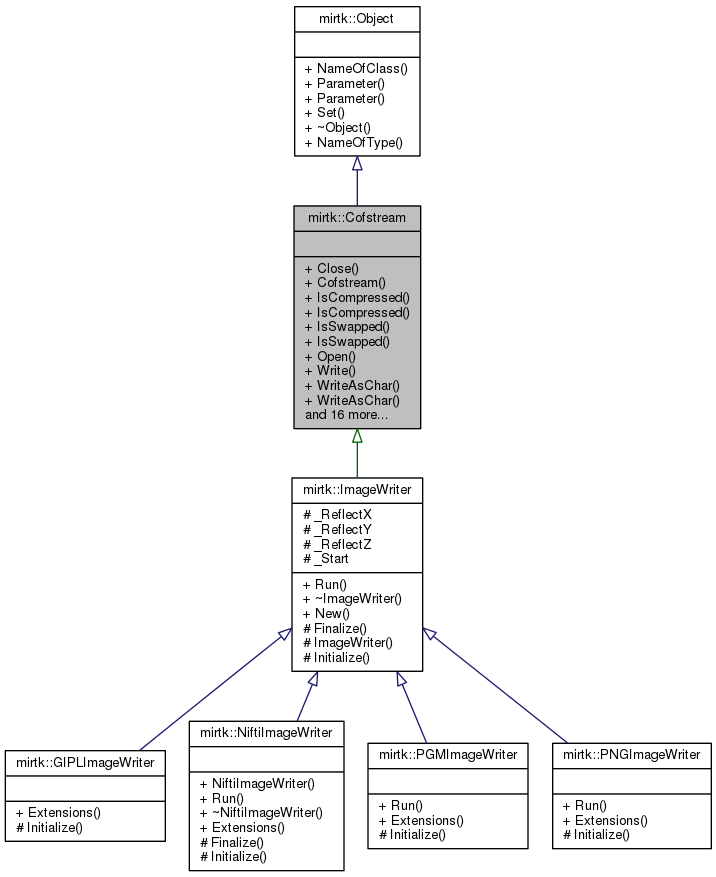 mirtk::Object
+ NameOfClass()
+ Parameter()
+ Parameter()
+ Set()
+ ~Object()
+ NameOfType()
mirtk::Cofstream
+ Close()
+ Cofstream()
+ IsCompressed()
+ IsCompressed()
+ IsSwapped()
+ IsSwapped()
+ Open()
+ Write()
+ WriteAsChar()
+ WriteAsChar()
and 16 more...
mirtk::ImageWriter
# _ReflectX
# _ReflectY
# _ReflectZ
# _Start
+ Run()
+ ~ImageWriter()
+ New()
# Finalize()
# ImageWriter()
# Initialize()
mirtk::GIPLImageWriter
+ Extensions()
# Initialize()
mirtk::NiftiImageWriter
+ NiftiImageWriter()
+ Run()
+ ~NiftiImageWriter()
+ Extensions()
# Finalize()
# Initialize()
mirtk::PGMImageWriter
+ Run()
+ Extensions()
# Initialize()
mirtk::PNGImageWriter
+ Run()
+ Extensions()
# Initialize()